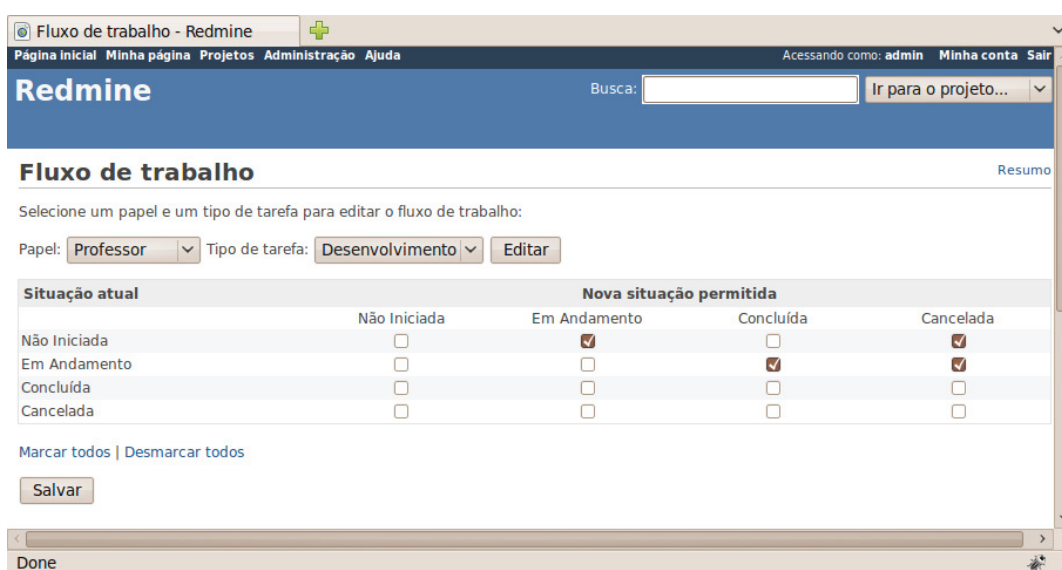 Fluxo de trabalho - Redmine
Página inicial Minha página Projetos Administração Ajuda Acessando como: admin Minha conta Sair
Redmine Busca: Ir para o projeto...
Fluxo de trabalho Resumo
Selecione um papel e um tipo de tarefa para editar o fluxo de trabalho:
Papel: Professor Tipo de tarefa: Desenvolvimento Editar
Situação atual Nova situação permitida
Não Iniciada Em Andamento Concluída Cancelada
Não Iniciada
Em Andamento
Concluída
Cancelada
Marcar todos | Desmarcar todos
Salvar
Done